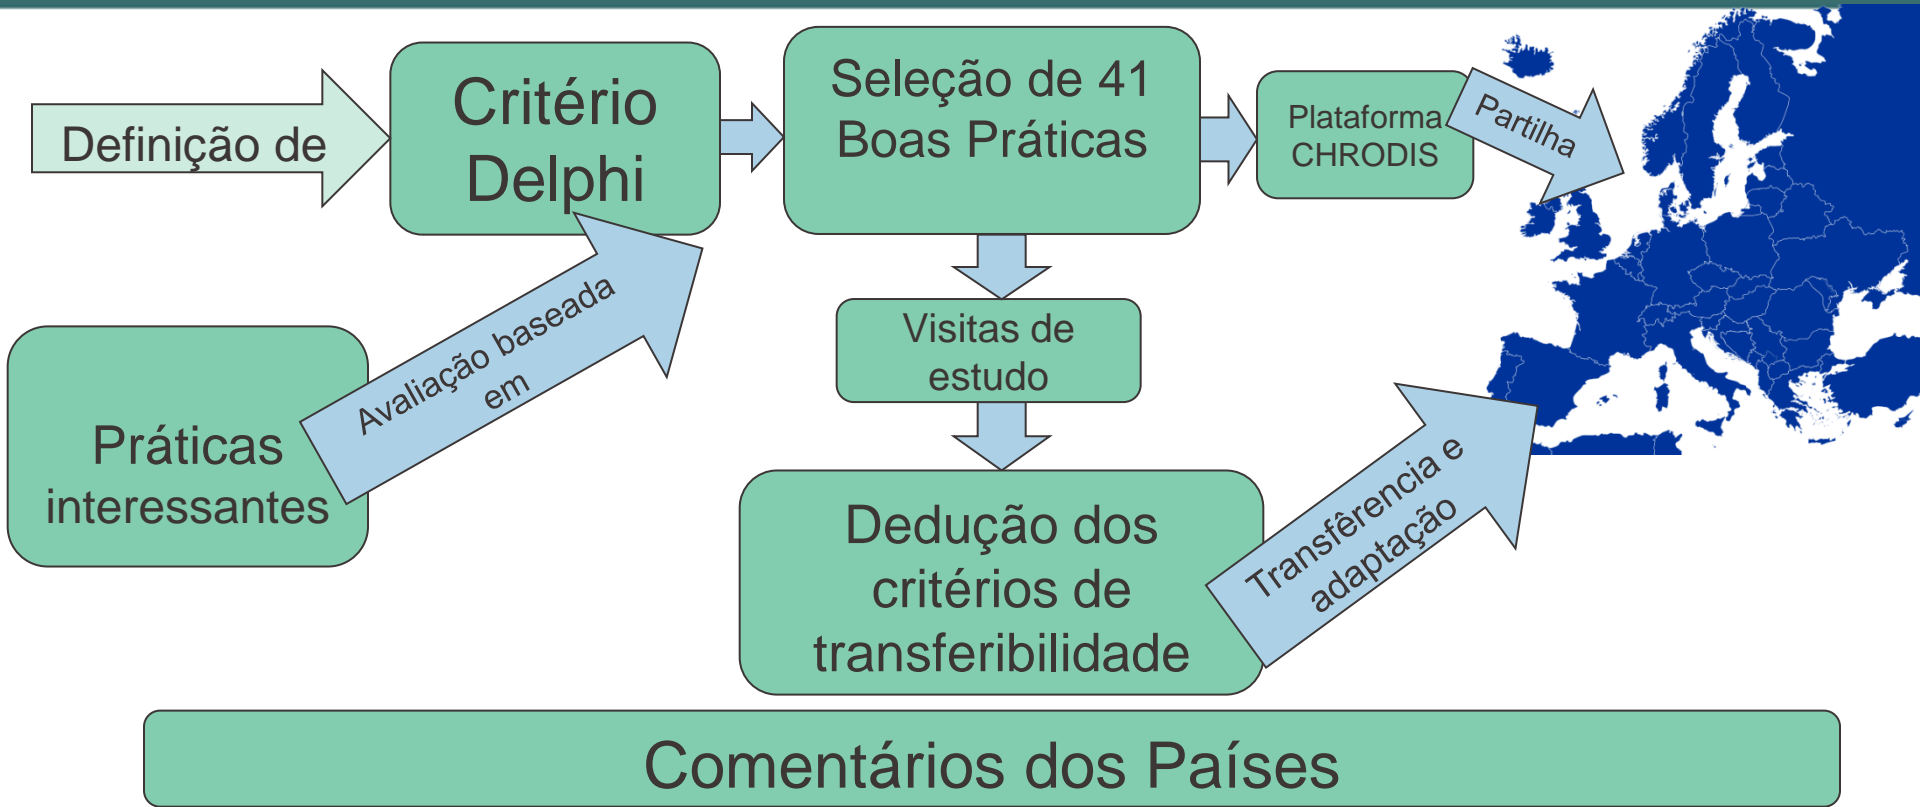 Definição de
Critério
Delphi
Seleção de 41
Boas Práticas
Plataforma
CHRODIS
Partilha
Práticas
interessantes
Avaliação baseada
em
Visitas de
estudo
Dedução dos
critérios de
transferibilidade
Transfêrencia e
adaptação
Comentários dos Países